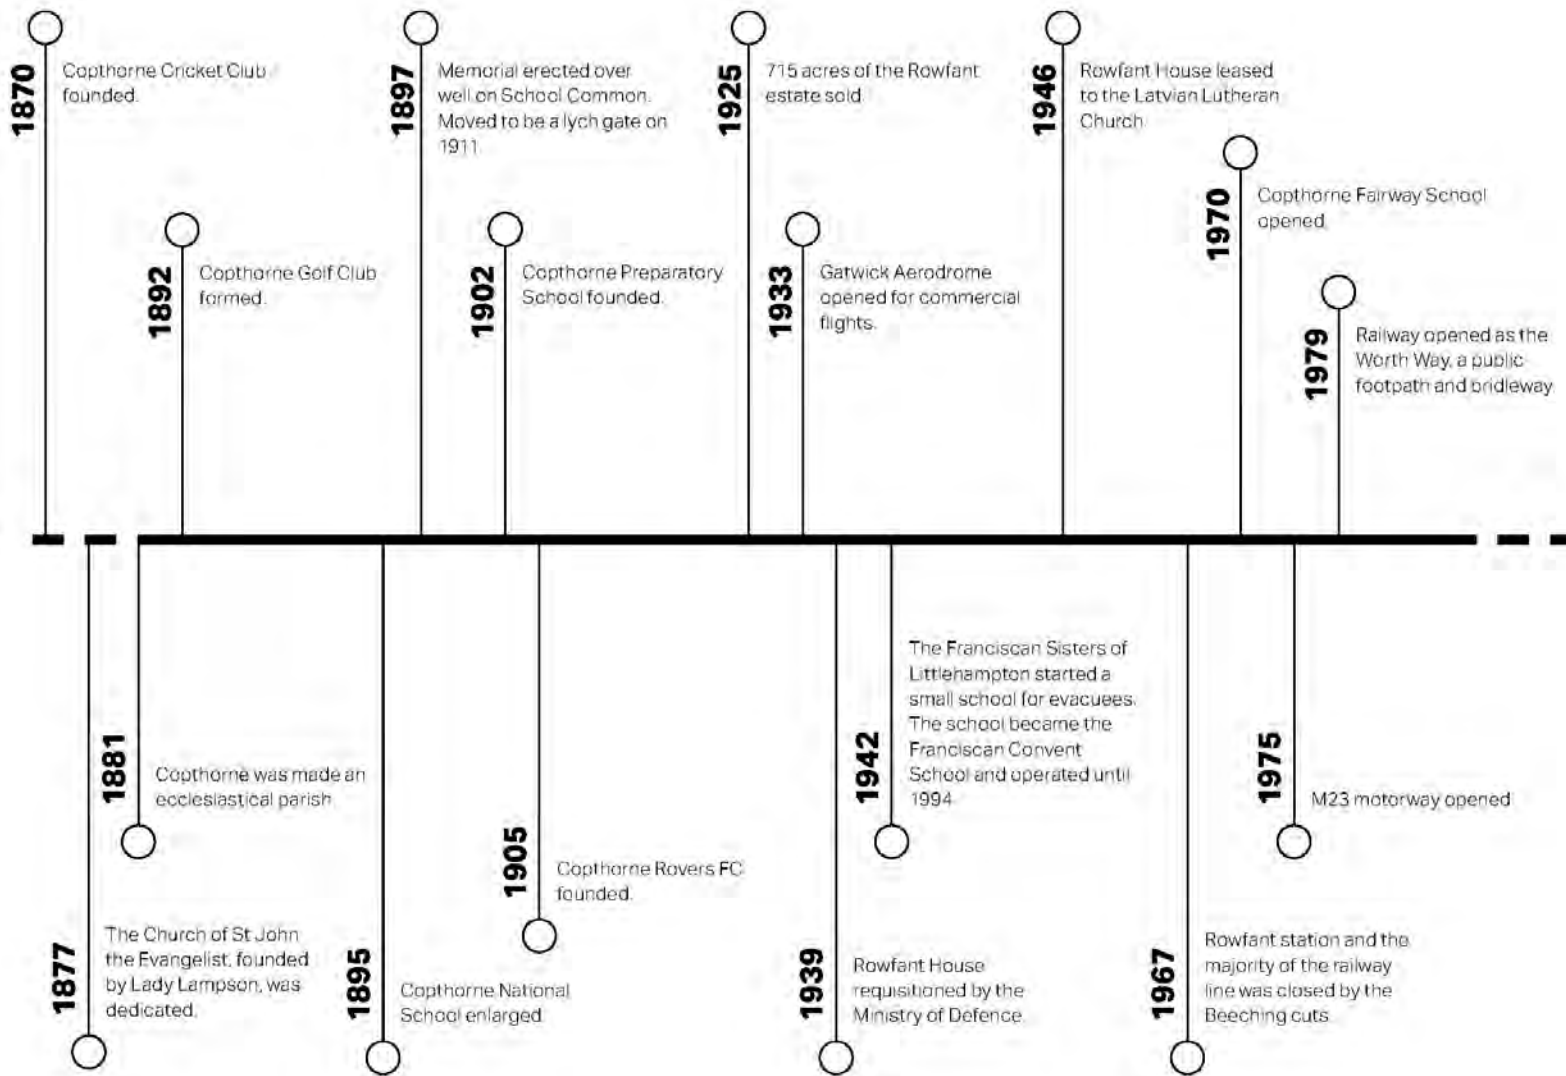 1870
Copthorne Cricket Club
founded.
1897
Memorial erected over
well on School Common.
Moved to be a lych gate on
1911.
1925
715 acres of the Rowfant
estate sold
1946
Rowfant House leased
to the Latvian Lutheran
Church
1892
Copthorne Golf Club
formed.
1902
Copthorne Preparatory
School founded.
1933
Gatwick Aerodrome
opened for commercial
flights.
1970
Copthorne Fairway School
opened.
1979
Railway opened as the
Worth Way, a public
footpath and bridleway
1877
The Church of St John
the Evangelist, founded
by Lady Lampson, was
dedicated.
1881
Copthorne was made an
ecclesiastical parish
1895
Copthorne National
School enlarged
1905
Copthorne Rovers FC
founded.
1939
Rowfant House
requisitioned by the
Ministry of Defence.
1942
The Franciscan Sisters of
Littlehampton started a
small school for evacuees.
The school became the
Franciscan Convent
School and operated until
1994
1967
Rowfant station and the
majority of the railway
line was closed by the
Beeching cuts.
1975
M23 motorway opened